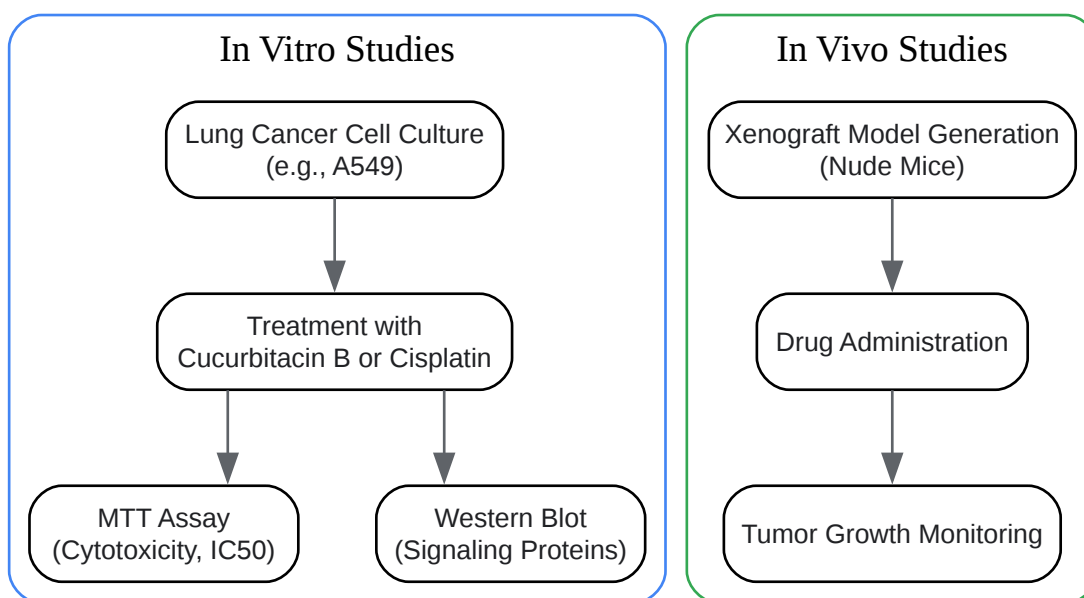 In Vitro Studies
Lung Cancer Cell Culture
(e.g., A549)
Treatment with
Cucurbitacin B or Cisplatin
MTT Assay
(Cytotoxicity, IC50)
Western Blot
(Signaling Proteins)
In Vivo Studies
Xenograft Model Generation
(Nude Mice)
Drug Administration
Tumor Growth Monitoring